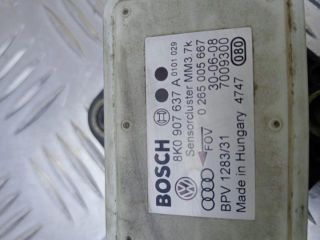 BOSCH
8K0 907 637 A 0101 029
Sensorcluster MM3.7k
0 265 005 667
30-06-08
7009300
FOV
BPV 1283/31
Made in Hungary 4747
080